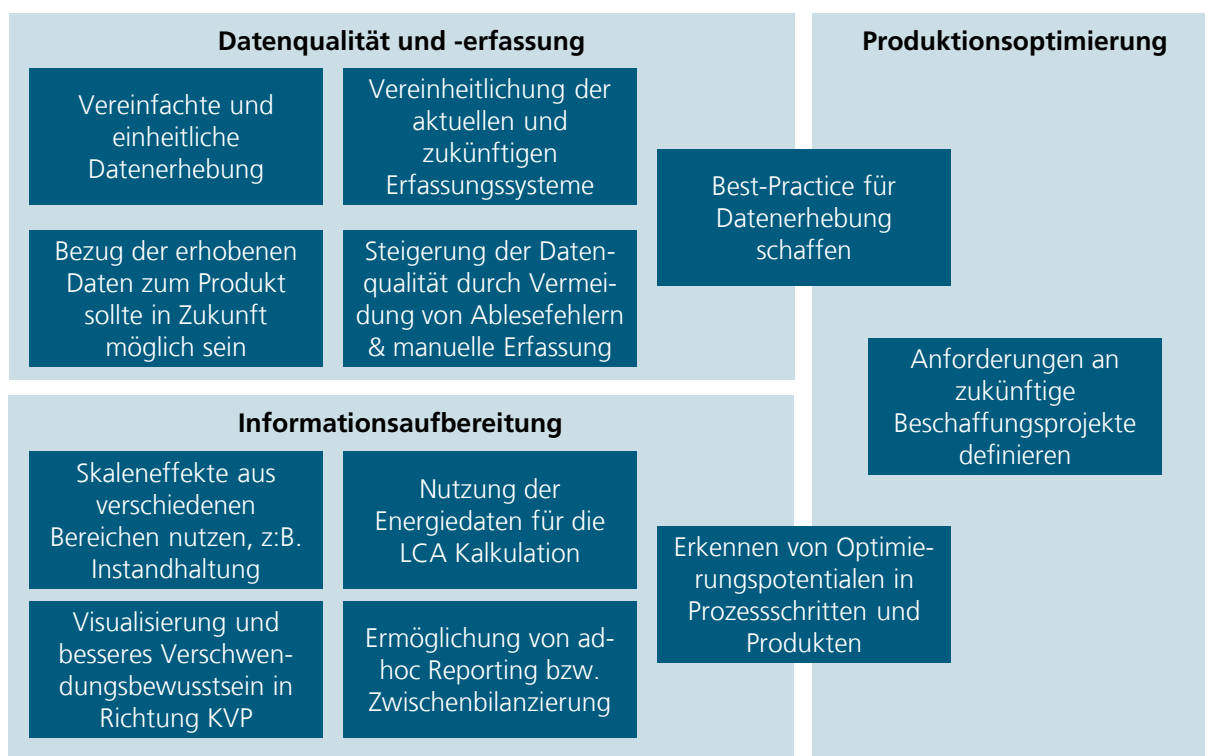 Datenqualität und -erfassung
Vereinfachte und
einheitliche
Datenerhebung
Vereinheitlichung der
aktuellen und
zukünftigen
Erfassungssysteme
Bezug der erhobenen
Daten zum Produkt
sollte in Zukunft
möglich sein
Steigerung der Daten-
qualität durch Vermei-
dung von Ablesefehlern
& manuelle Erfassung
Best-Practice für
Datenerhebung
schaffen
Produktionsoptimierung
Anforderungen an
zukünftige
Beschaffungsprojekte
definieren
Informationsaufbereitung
Skaleneffekte aus
verschiedenen
Bereichen nutzen, z:B.
Instandhaltung
Nutzung der
Energiedaten für die
LCA Kalkulation
Visualisierung und
besseres Verschwen-
dungsbewusstsein in
Richtung KVP
Ermöglichung von ad-
hoc Reporting bzw.
Zwischenbilanzierung
Erkennen von Optimie-
rungspotentialen in
Prozessschritten und
Produkten